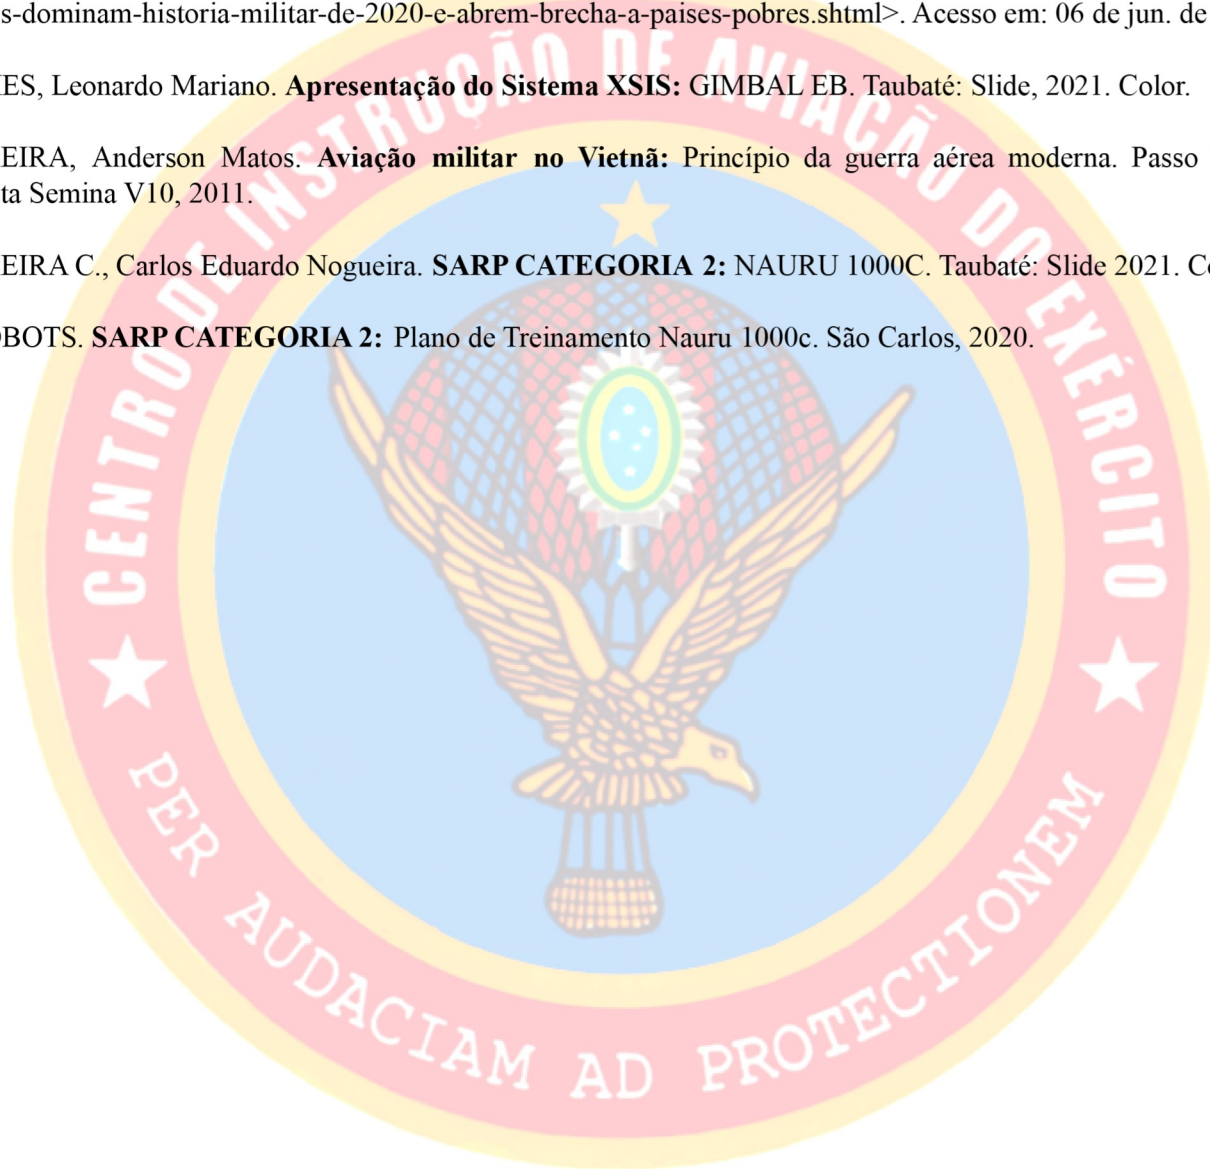 s-dominam-historia-militar-de-2020-e-abrem-brecha-a-paises-pobres.shtml>. Acesso em: 06 de jun. de
ES, Leonardo Mariano. Apresentação do Sistema XSIS: GIMBAL EB. Taubaté: Slide, 2021. Color.
EIRA, Anderson Matos. Aviação militar no Vietnã: Princípio da guerra aérea moderna. Passo
ta Semina V10, 2011.
EIRA C., Carlos Eduardo Nogueira. SARP CATEGORIA 2: NAURU 1000C. Taubaté: Slide 2021. C
OBOTS. SARP CATEGORIA 2: Plano de Treinamento Nauru 1000c. São Carlos, 2020.
CENTRO DE INSTRUÇÃO DE AVIAÇÃO DO EXÉRCITO
PER AUDACIAM AD PROTECTIONEM